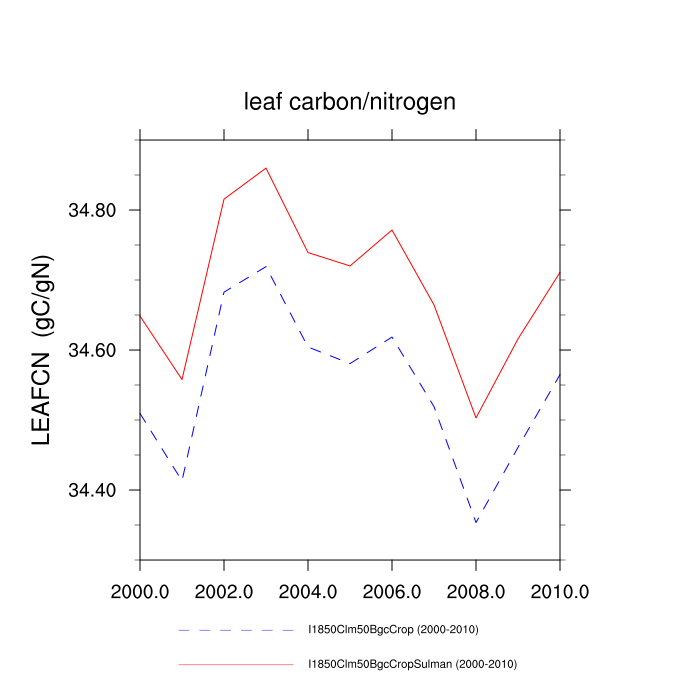 leaf carbon/nitrogen
LEAFCN (gC/gN)
34.80
34.60
34.40
2000.0 2002.0 2004.0 2006.0 2008.0 2010.0
I1850Clm50BgcCrop (2000-2010)
I1850Clm50BgcCropSulman (2000-2010)